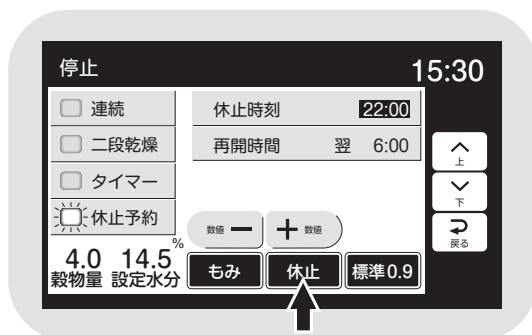 停止 15:30
連続
二段乾燥
タイマー
休止予約
休止時刻 22:00
再開時間 翌 6:00
上
下
戻る
数値 − + 数値
4.0 14.5%
穀物量 設定水分
もみ 休止 標準0.9